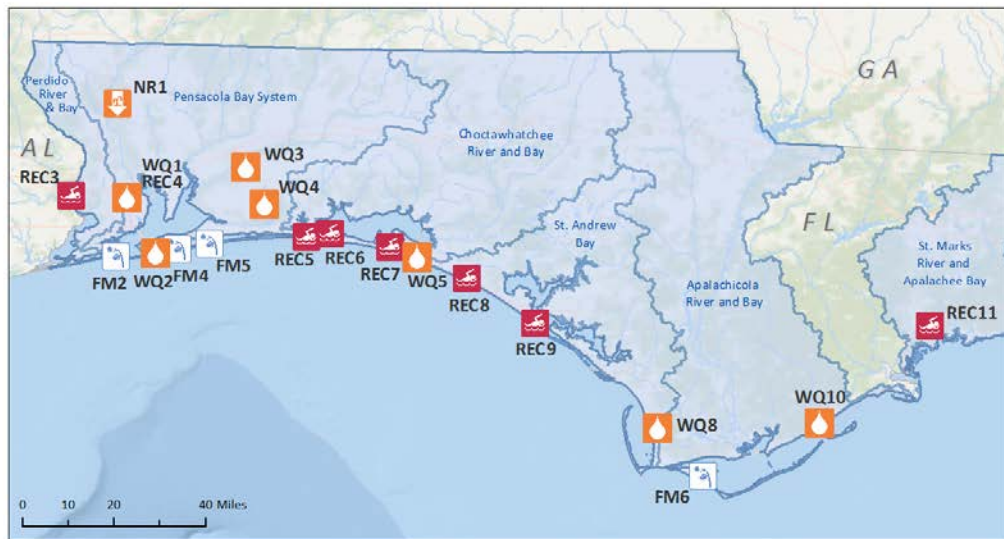 GA
Perdido
River
& Bay
NR1
Pensacola Bay System
Choctawhatchee
River and Bay
AL
REC3
WQ1
REC4
WQ3
WQ4
St. Andrew
Bay
FL
St. Marks
River and
Apalachee Bay
FM2
WQ2
FM4
FM5
REC5
REC6
REC7
WQ5
REC8
REC9
Apalachicola
River and Bay
REC11
WQ8
WQ10
FM6
0 10 20 40 Miles